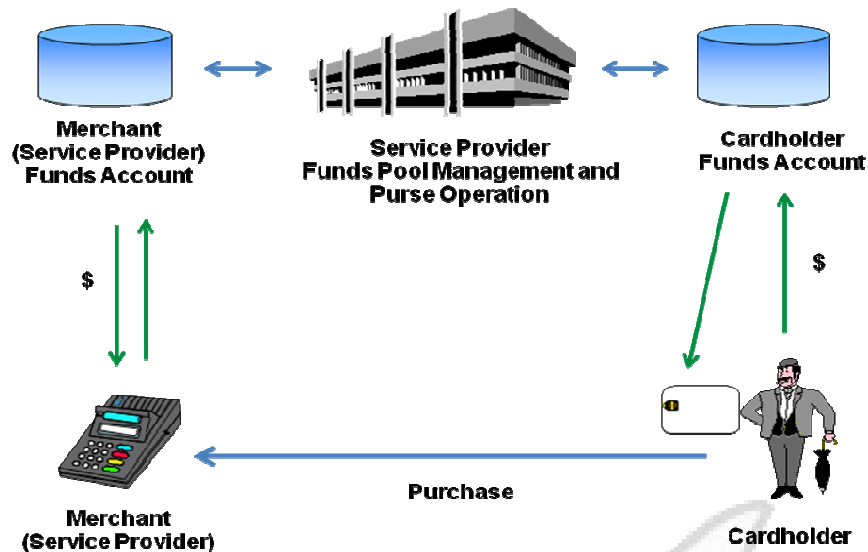 Merchant
(Service Provider)
Funds Account
Service Provider
Funds Pool Management and
Purse Operation
Cardholder
Funds Account
$
$
Purchase
Merchant
(Service Provider)
Cardholder